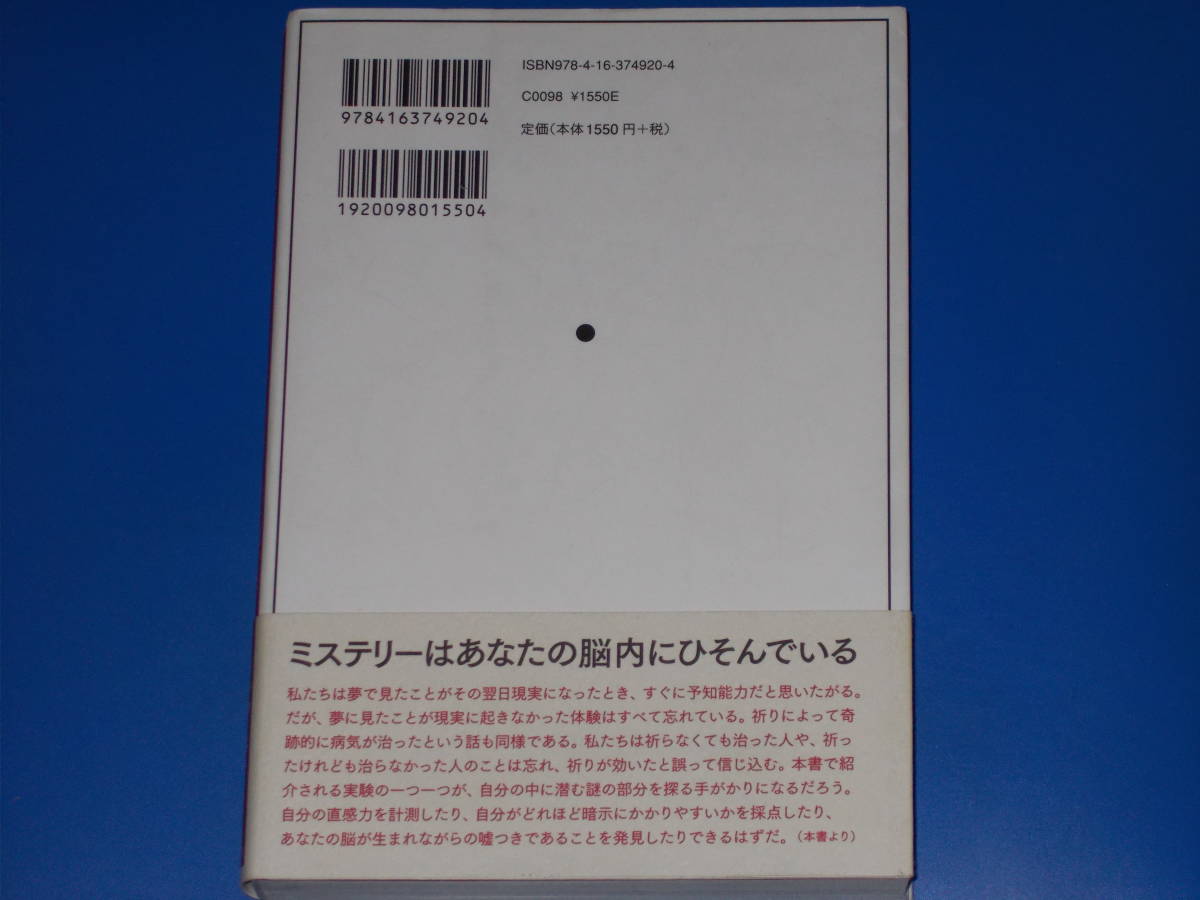 ISBN978-4-16-374920-4
C0098 ¥1550E
定価(本体1550円+税)
9784163749204
1920098015504
ミステリーはあなたの脳内にひそんでいる
私たちは夢で見たことがその翌日現実になったとき、すぐに予知能力だと思いたがる。
だが、夢に見たことが現実に起きなかった体験はすべて忘れている。祈りによって奇
跡的に病気が治ったという話も同様である。私たちは祈らなくても治った人や、祈っ
たけれども治らなかった人のことは忘れ、祈りが効いたと誤って信じ込む。本書で紹
介される実験の一つ一つが、自分の中に潜む謎の部分を探る手がかりになるだろう。
自分の直感力を計測したり、自分がどれほど暗示にかかりやすいかを採点したり、
あなたの脳が生まれながらの嘘つきであることを発見したりできるはずだ。(本書より)